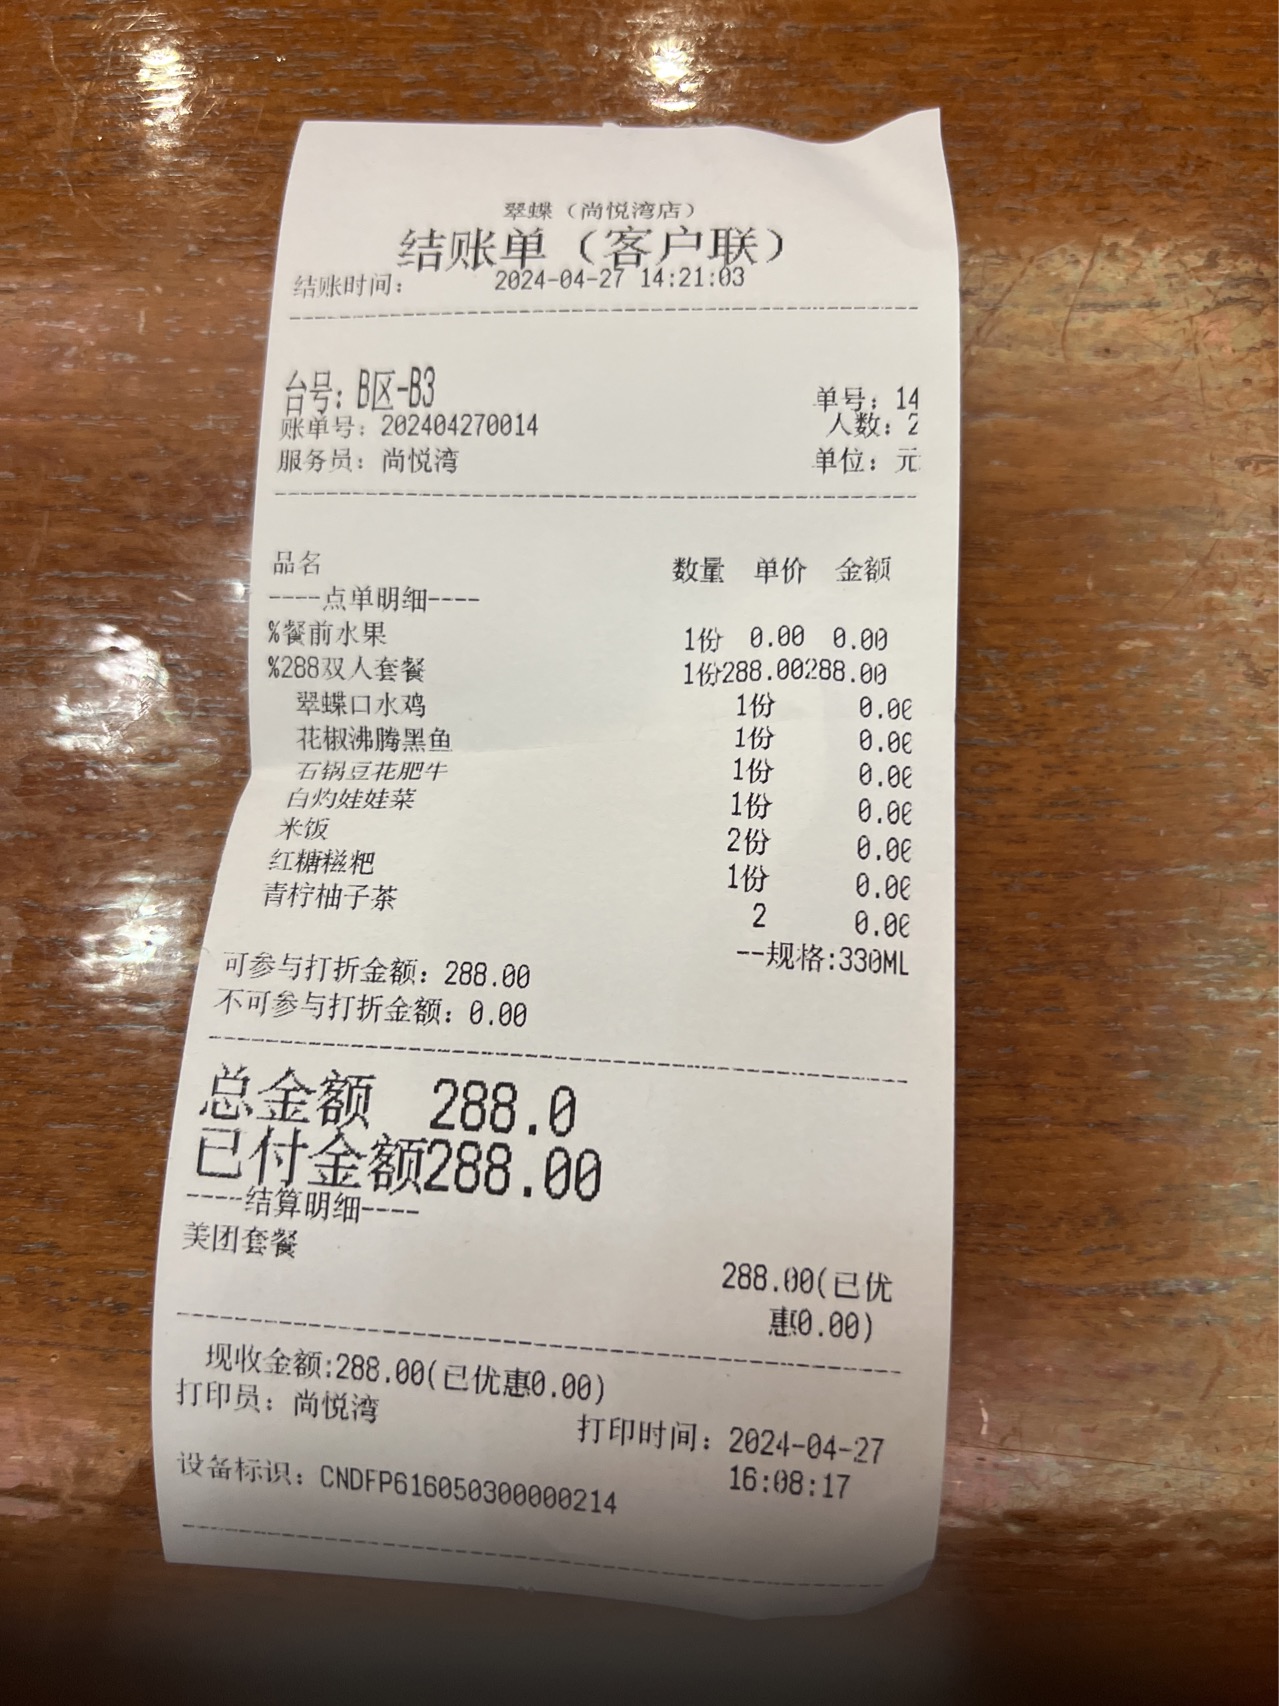 翠蝶（尚悦湾店）
结账单（客户联）
结账时间： 2024-04-27 14:21:03
台号：B区-B3
单号：14
账单号：202404270014
人数：2
服务员：尚悦湾
单位：元
品名 数量 单价 金额
----点单明细----
%餐前水果 1份 0.00 0.00
%288双人套餐 1份288.00288.00
翠蝶口水鸡 1份 0.00
花椒沸腾黑鱼 1份 0.00
石锅豆花肥牛 1份 0.00
白灼娃娃菜 1份 0.00
米饭 2份 0.00
红糖糍粑 1份 0.00
青柠柚子茶 2 0.00
--规格:330ML
可参与打折金额：288.00
不可参与打折金额：0.00
总金额 288.0
已付金额288.00
----结算明细----
美团套餐
288.00(已优
惠0.00)
现收金额:288.00(已优惠0.00)
打印员：尚悦湾
打印时间：2024-04-27
16:08:17
设备标识：CNDFP616050300000214